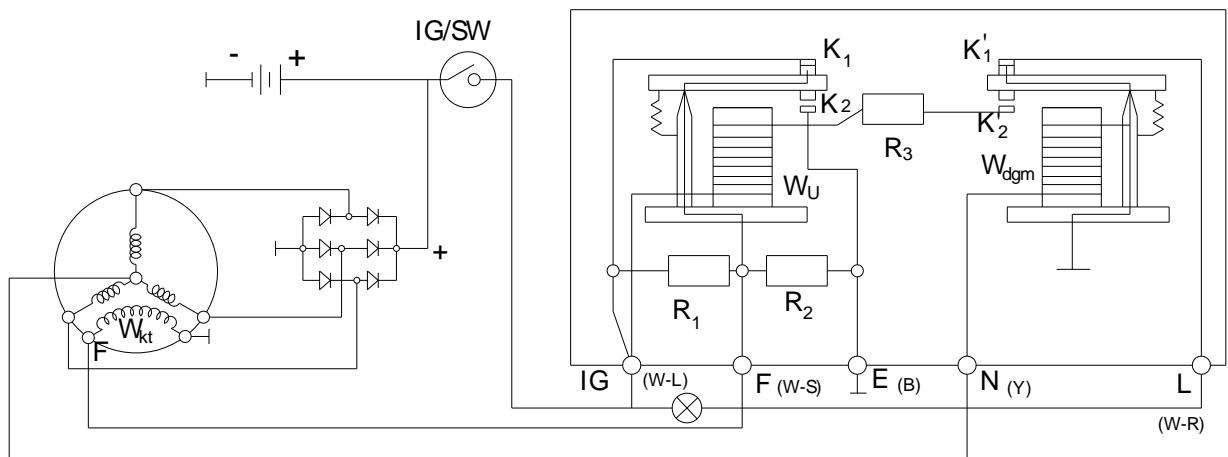 IG/SW
- +
K1 K'1
K2 K'2
R3
WU Wdgm
+
R1 R2
Wkt
F
IG (W-L) F (W-S) E (B) N (Y) L
(W-R)